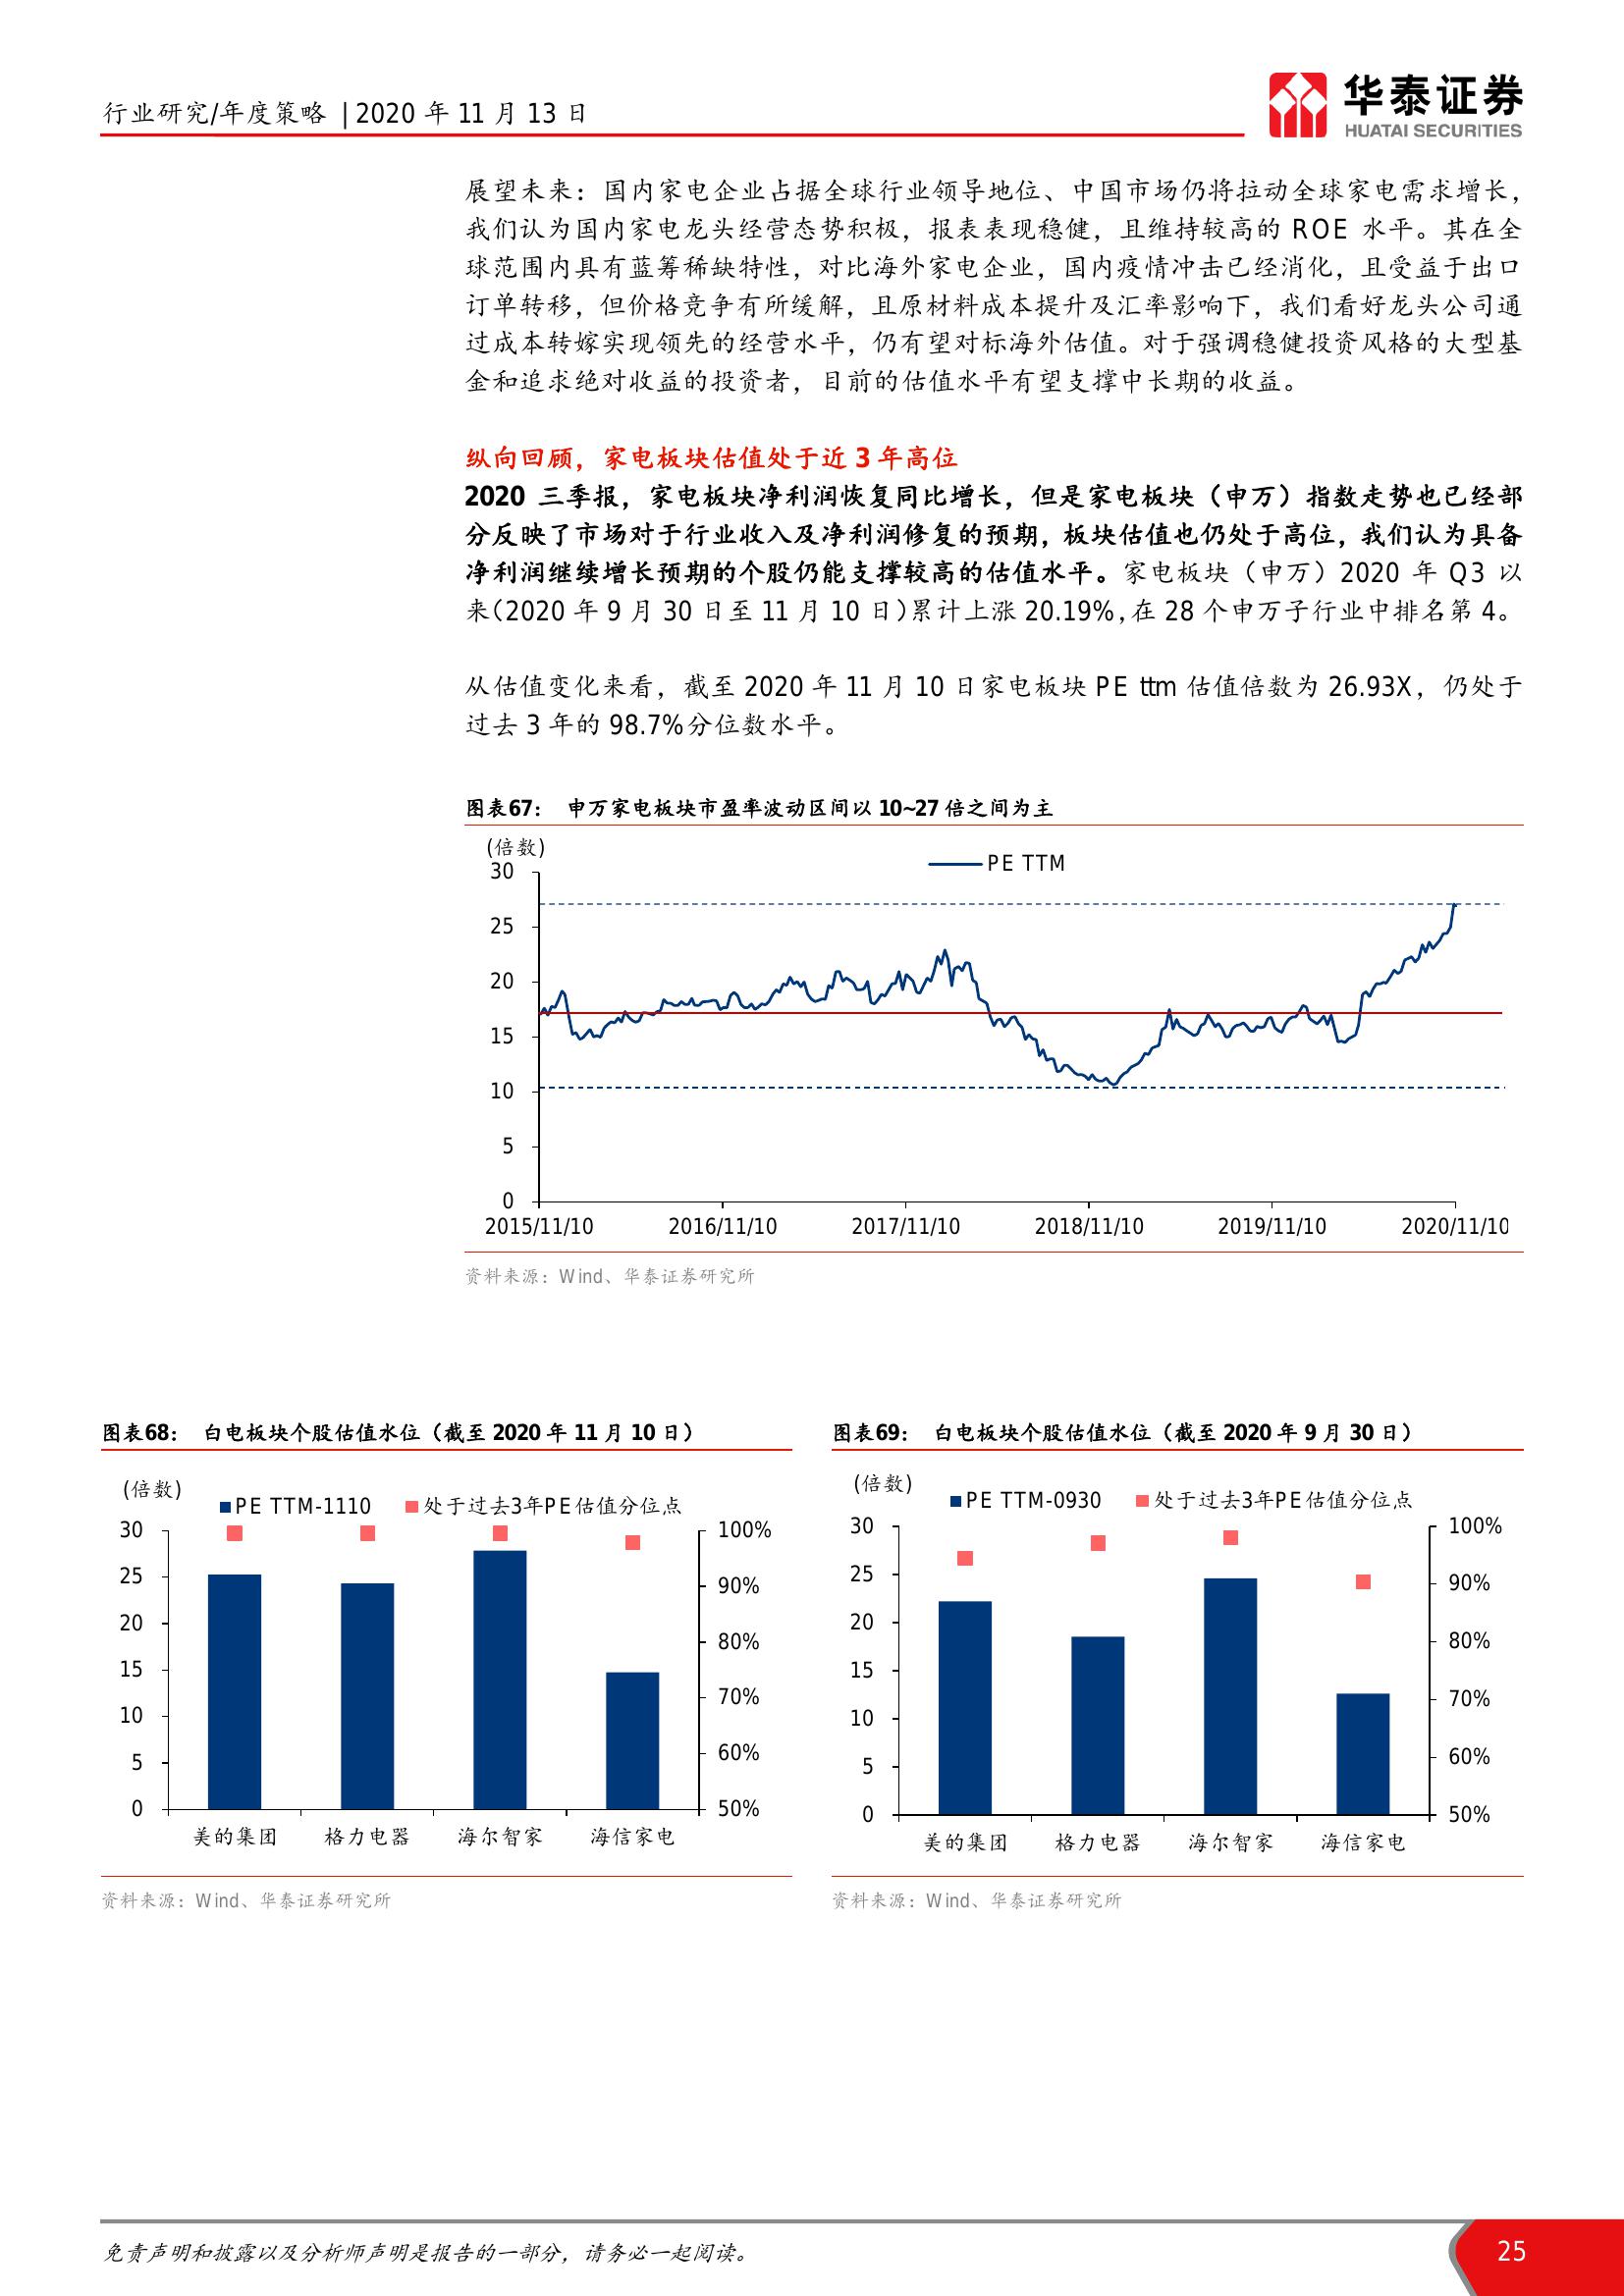 行业研究/年度策略 | 2020 年 11 月 13 日
华泰证券
HUATAI SECURITIES
展望未来：国内家电企业占据全球行业领导地位、中国市场仍将拉动全球家电需求增长，
我们认为国内家电龙头经营态势积极，报表表现稳健，且维持较高的 ROE 水平。其在全
球范围内具有蓝筹稀缺特性，对比海外家电企业，国内疫情冲击已经消化，且受益于出口
订单转移，但价格竞争有所缓解，且原材料成本提升及汇率影响下，我们看好龙头公司通
过成本转嫁实现领先的经营水平，仍有望对标海外估值。对于强调稳健投资风格的大型基
金和追求绝对收益的投资者，目前的估值水平有望支撑中长期的收益。
纵向回顾，家电板块估值处于近 3 年高位
2020 三季报，家电板块净利润恢复同比增长，但是家电板块（申万）指数走势也已经部
分反映了市场对于行业收入及净利润修复的预期，板块估值也仍处于高位，我们认为具备
净利润继续增长预期的个股仍能支撑较高的估值水平。家电板块（申万）2020 年 Q3 以
来（2020 年 9 月 30 日至 11 月 10 日）累计上涨 20.19%，在 28 个申万子行业中排名第 4。
从估值变化来看，截至 2020 年 11 月 10 日家电板块 PE ttm 估值倍数为 26.93X，仍处于
过去 3 年的 98.7%分位数水平。
图表67： 申万家电板块市盈率波动区间以 10~27 倍之间为主
(倍数)
PE TTM
30
25
20
15
10
5
0
2015/11/10 2016/11/10 2017/11/10 2018/11/10 2019/11/10 2020/11/10
资料来源：Wind、华泰证券研究所
图表68： 白电板块个股估值水位（截至 2020 年 11 月 10 日）
(倍数)
PE TTM-1110 处于过去3年PE估值分位点
30 100%
25 90%
20 80%
15 70%
10 60%
5
0 50%
美的集团 格力电器 海尔智家 海信家电
资料来源：Wind、华泰证券研究所
图表69： 白电板块个股估值水位（截至 2020 年 9 月 30 日）
(倍数)
PE TTM-0930 处于过去3年PE估值分位点
30 100%
25 90%
20 80%
15 70%
10 60%
5
0 50%
美的集团 格力电器 海尔智家 海信家电
资料来源：Wind、华泰证券研究所
免责声明和披露以及分析师声明是报告的一部分，请务必一起阅读。
25